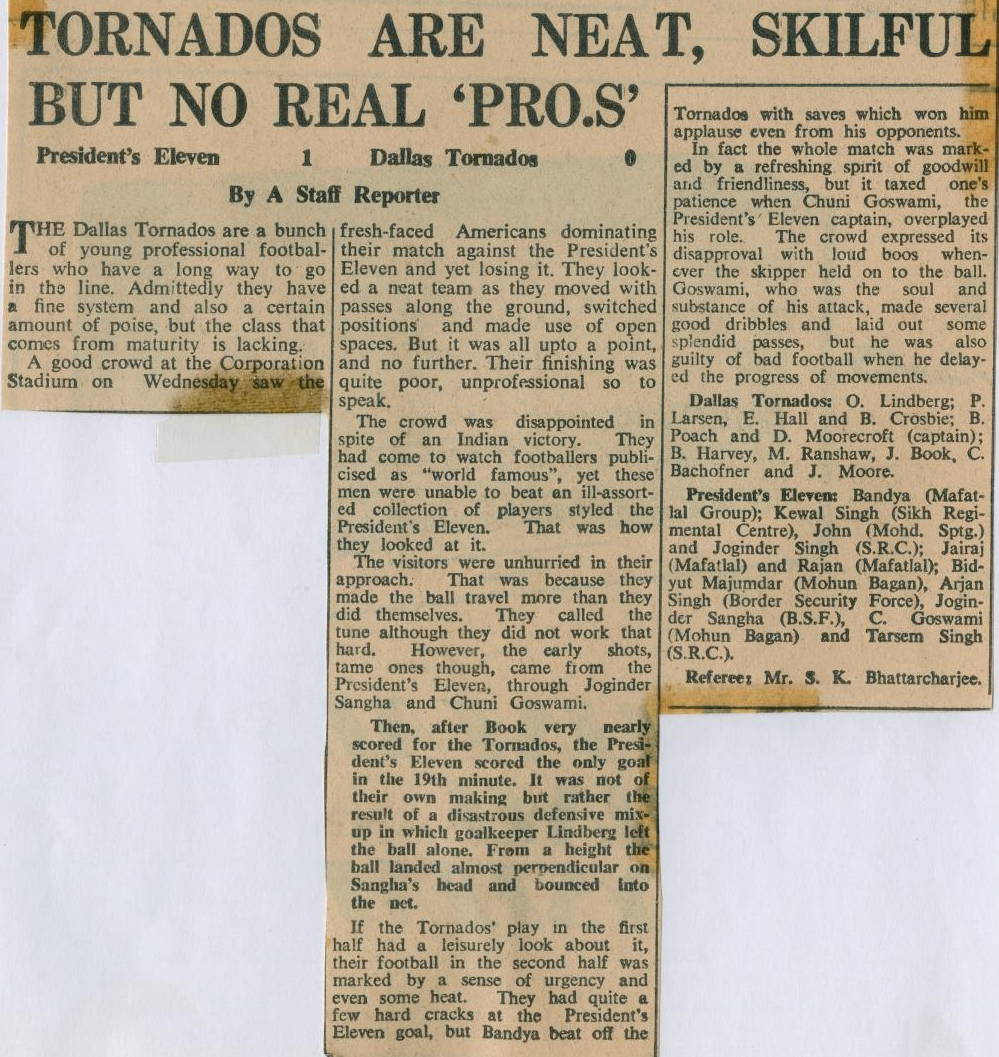 TORNADOS ARE NEAT, SKILFUL
BUT NO REAL ‘PRO.S’
President's Eleven 1 Dallas Tornados 0
By A Staff Reporter
THE Dallas Tornados are a bunch
of young professional footbal-
lers who have a long way to go
in the line. Admittedly they have
a fine system and also a certain
amount of poise, but the class that
comes from maturity is lacking.
A good crowd at the Corporation
Stadium on Wednesday saw the
fresh-faced Americans dominating
their match against the President's
Eleven and yet losing it. They look-
ed a neat team as they moved with
passes along the ground, switched
positions and made use of open
spaces. But it was all upto a point,
and no further. Their finishing was
quite poor, unprofessional so to
speak.
The crowd was disappointed in
spite of an Indian victory. They
had come to watch footballers publi-
cised as “world famous”, yet these
men were unable to beat an ill-assort-
ed collection of players styled the
President's Eleven. That was how
they looked at it.
The visitors were unhurried in their
approach. That was because they
made the ball travel more than they
did themselves. They called the
tune although they did not work that
hard. However, the early shots,
tame ones though, came from the
President's Eleven, through Joginder
Sangha and Chuni Goswami.
Then, after Book very nearly
scored for the Tornados, the Presi-
dent's Eleven scored the only goal
in the 19th minute. It was not of
their own making but rather the
result of a disastrous defensive mix-
up in which goalkeeper Lindberg left
the ball alone. From a height the
ball landed almost perpendicular on
Sangha's head and bounced into
the net.
If the Tornados' play in the first
half had a leisurely look about it,
their football in the second half was
marked by a sense of urgency and
even some heat. They had quite a
few hard cracks at the President's
Eleven goal, but Bandya beat off the
Tornados with saves which won him
applause even from his opponents.
In fact the whole match was mark-
ed by a refreshing spirit of goodwill
and friendliness, but it taxed one's
patience when Chuni Goswami, the
President's Eleven captain, overplayed
his role. The crowd expressed its
disapproval with loud boos when-
ever the skipper held on to the ball.
Goswami, who was the soul and
substance of his attack, made several
good dribbles and laid out some
splendid passes, but he was also
guilty of bad football when he delay-
ed the progress of movements.
Dallas Tornados: O. Lindberg; P.
Larsen, E. Hall and B. Crosbie; B.
Poach and D. Moorecroft (captain);
B. Harvey, M. Ranshaw, J. Book, C.
Bachofner and J. Moore.
President's Eleven: Bandya (Mafat-
lal Group); Kewal Singh (Sikh Regi-
mental Centre), John (Mohd. Sptg.)
and Joginder Singh (S.R.C.); Jairaj
(Mafatlal) and Rajan (Mafatlal); Bid-
yut Majumdar (Mohun Bagan), Arjan
Singh (Border Security Force), Jogin-
der Sangha (B.S.F.), C. Goswami
(Mohun Bagan) and Tarsem Singh
(S.R.C.).
Referee: Mr. S. K. Bhattarcharjee.